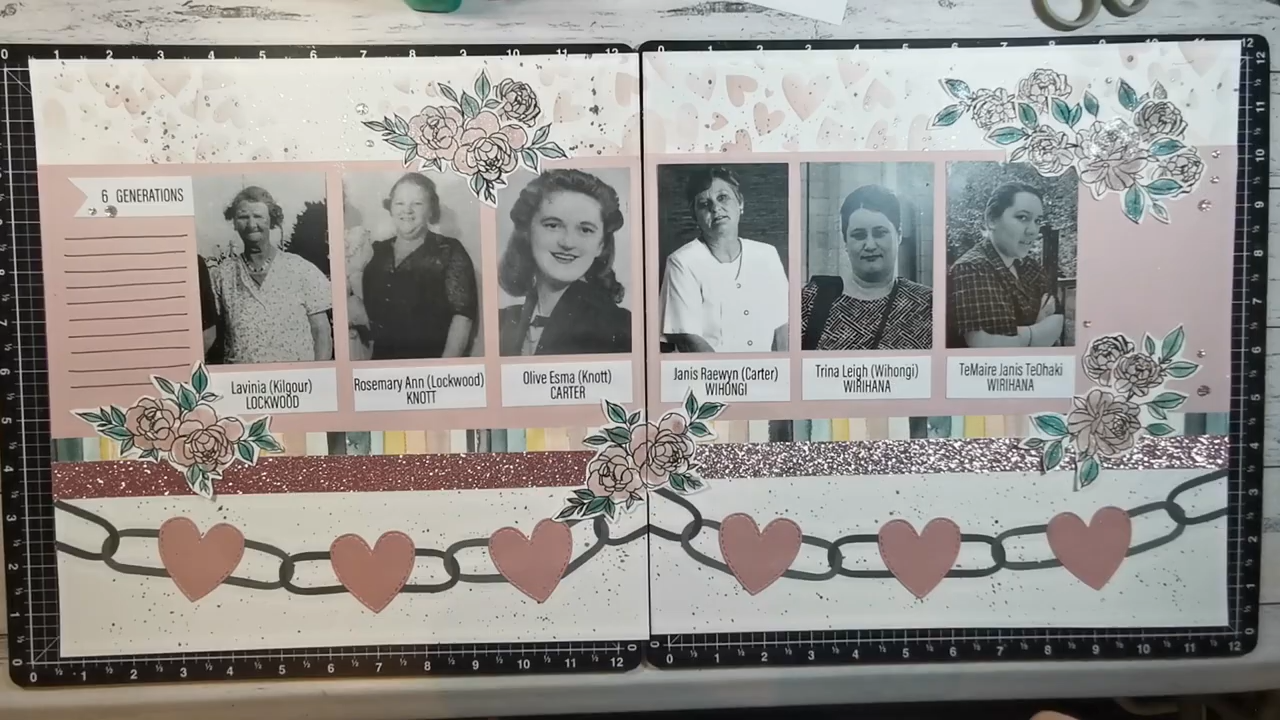 6 GENERATIONS
Lavinia (Kilgour)
LOCKWOOD
Rosemary Ann (Lockwood)
KNOTT
Olive Esma (Knott)
CARTER
Janis Raewyn (Carter)
WIHONGI
Trina Leigh (Wihongi)
WIRIHANA
TeMaire Janis TeOhaki
WIRIHANA